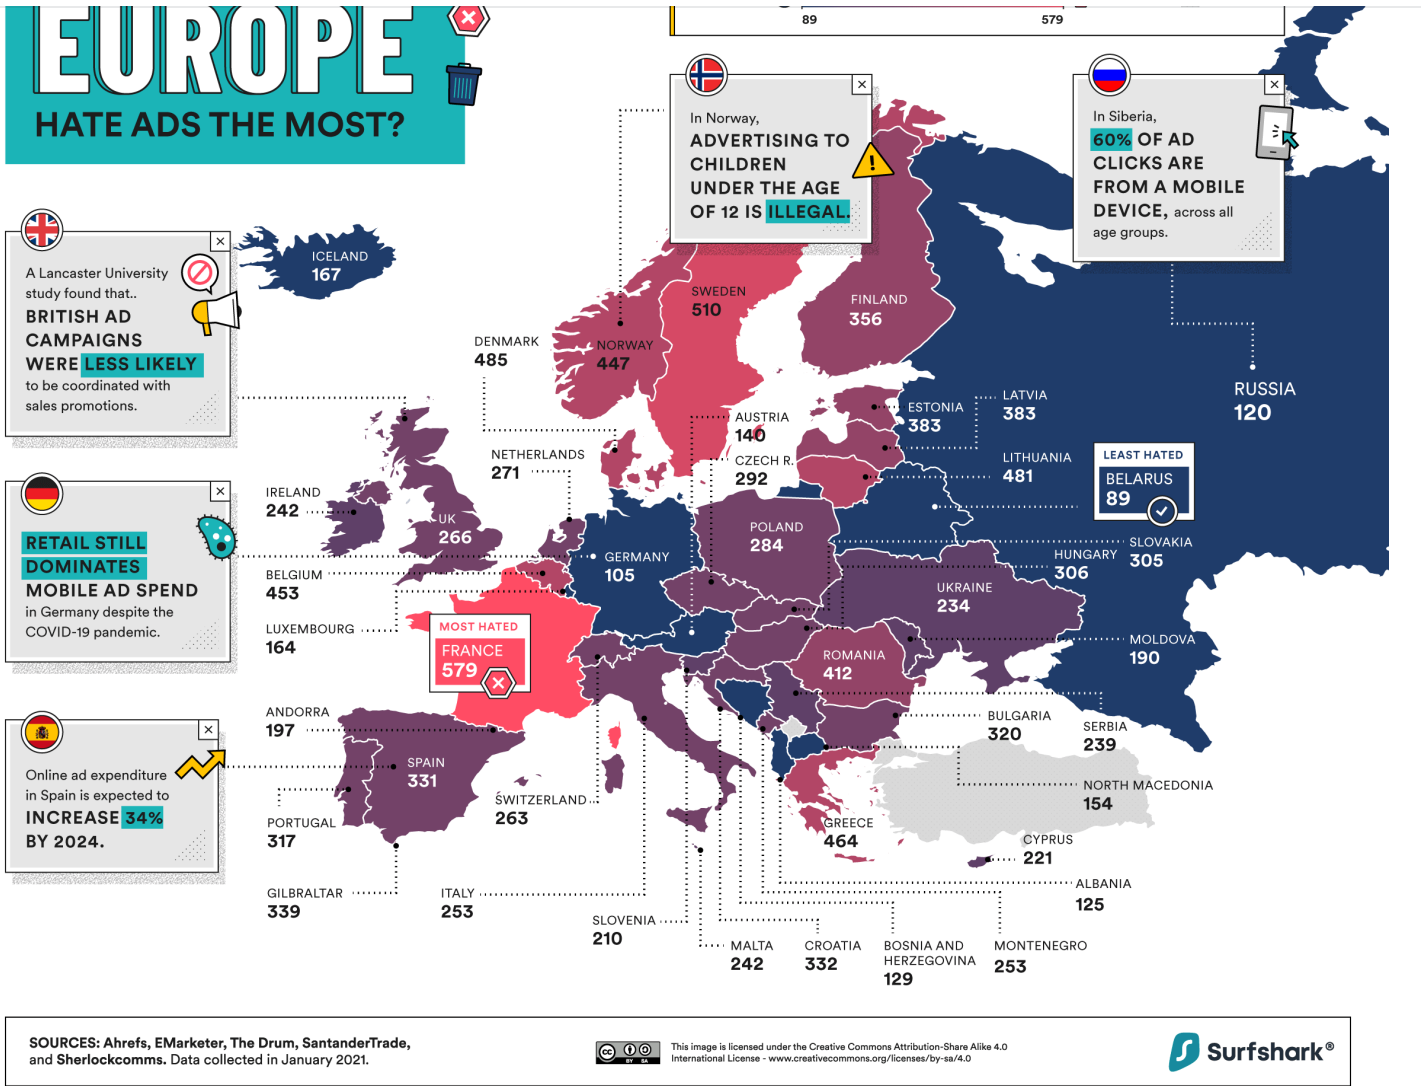 EUROPE
HATE ADS THE MOST?
89
579
In Norway,
ADVERTISING TO
CHILDREN
UNDER THE AGE
OF 12 IS ILLEGAL.
In Siberia,
60% OF AD
CLICKS ARE
FROM A MOBILE
DEVICE, across all
age groups.
A Lancaster University
study found that..
BRITISH AD
CAMPAIGNS
WERE LESS LIKELY
to be coordinated with
sales promotions.
RETAIL STILL
DOMINATES
MOBILE AD SPEND
in Germany despite the
COVID-19 pandemic.
Online ad expenditure
in Spain is expected to
INCREASE 34%
BY 2024.
ICELAND
167
SWEDEN
510
FINLAND
356
NORWAY
447
DENMARK
485
RUSSIA
120
LATVIA
383
ESTONIA
383
AUSTRIA
140
CZECH R.
292
NETHERLANDS
271
LITHUANIA
481
LEAST HATED
BELARUS
89
IRELAND
242
UK
266
POLAND
284
GERMANY
105
SLOVAKIA
305
HUNGARY
306
BELGIUM
453
UKRAINE
234
LUXEMBOURG
164
MOST HATED
FRANCE
579
MOLDOVA
190
ROMANIA
412
ANDORRA
197
BULGARIA
320
SERBIA
239
SPAIN
331
SWITZERLAND
263
NORTH MACEDONIA
154
PORTUGAL
317
GREECE
464
CYPRUS
221
GILBRALTAR
339
ITALY
253
ALBANIA
125
SLOVENIA
210
MALTA
242
CROATIA
332
BOSNIA AND
HERZEGOVINA
129
MONTENEGRO
253
SOURCES: Ahrefs, EMarketer, The Drum, SantanderTrade,
and Sherlockcomms. Data collected in January 2021.
cc
BY SA
This image is licensed under the Creative Commons Attribution-Share Alike 4.0
International License - www.creativecommons.org/licenses/by-sa/4.0
Surfshark®